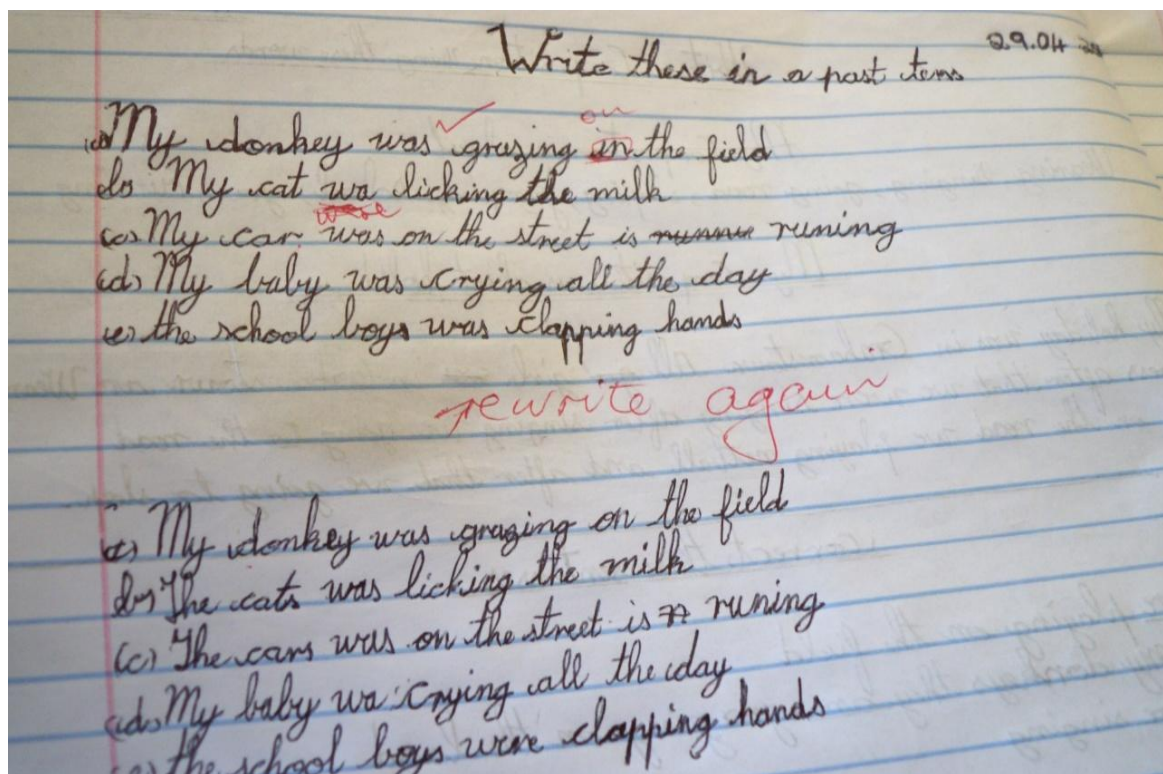 29.04
Write these in a past tens
on
(a) My donkey was grazing in the field
(b) My cat wa licking the milk
were
(c) My car was on the street is runing
(d) My baby was crying all the day
(e) the school boys was clapping hands
rewrite again
(a) My donkey was grazing on the field
(b) The cats was licking the milk
(c) The cars was on the street is runing
(d) My baby wa crying all the day
(e) the school boys were clapping hands